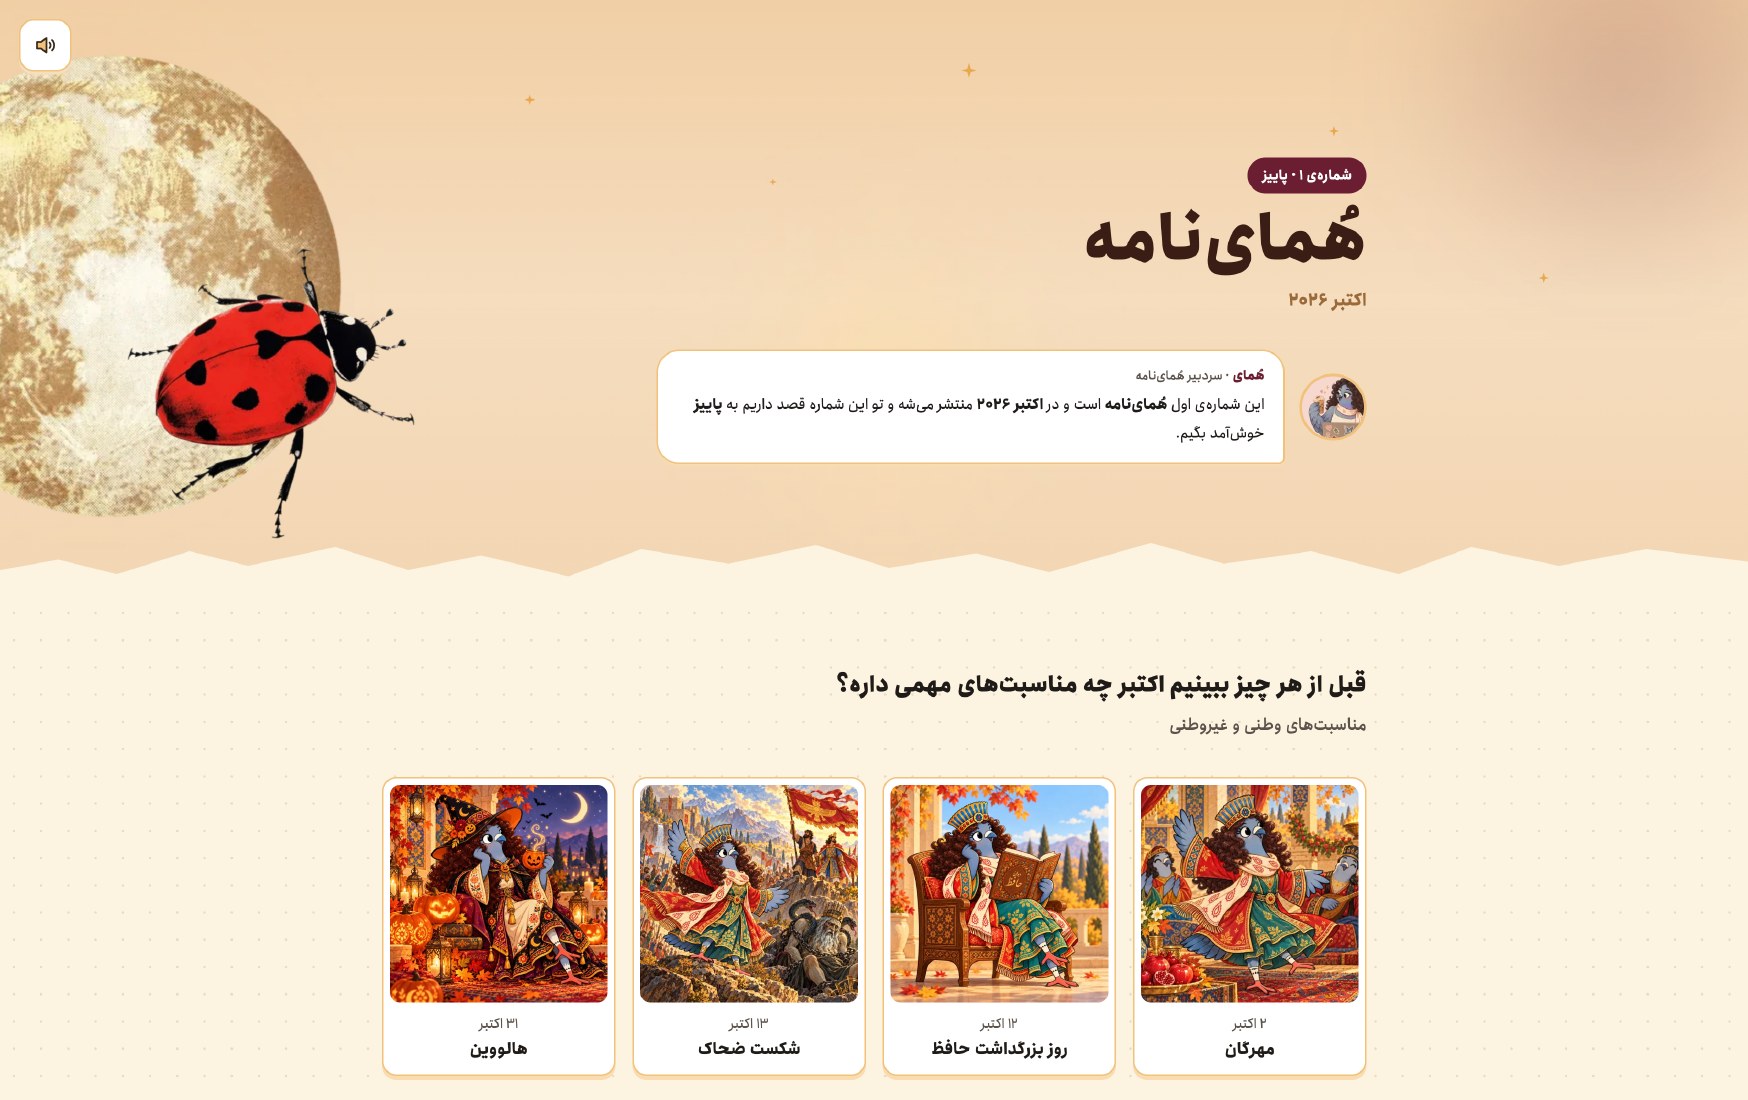 شماره‌ی ۱ · پاییز
هُمای‌نامه
اکتبر ۲۰۲۶
هُمای · سردبیر هُمای‌نامه
این شماره‌ی اول هُمای‌نامه است و در اکتبر ۲۰۲۶ منتشر می‌شه و تو این شماره قصد داریم به پاییز
خوش‌آمد بگیم.
قبل از هر چیز ببینیم اکتبر چه مناسبت‌های مهمی داره؟
مناسبت‌های وطنی و غیروطنی
حافظ
۲ اکتبر
مهرگان
۱۲ اکتبر
روز بزرگداشت حافظ
۱۳ اکتبر
شکست ضحاک
۳۱ اکتبر
هالووین